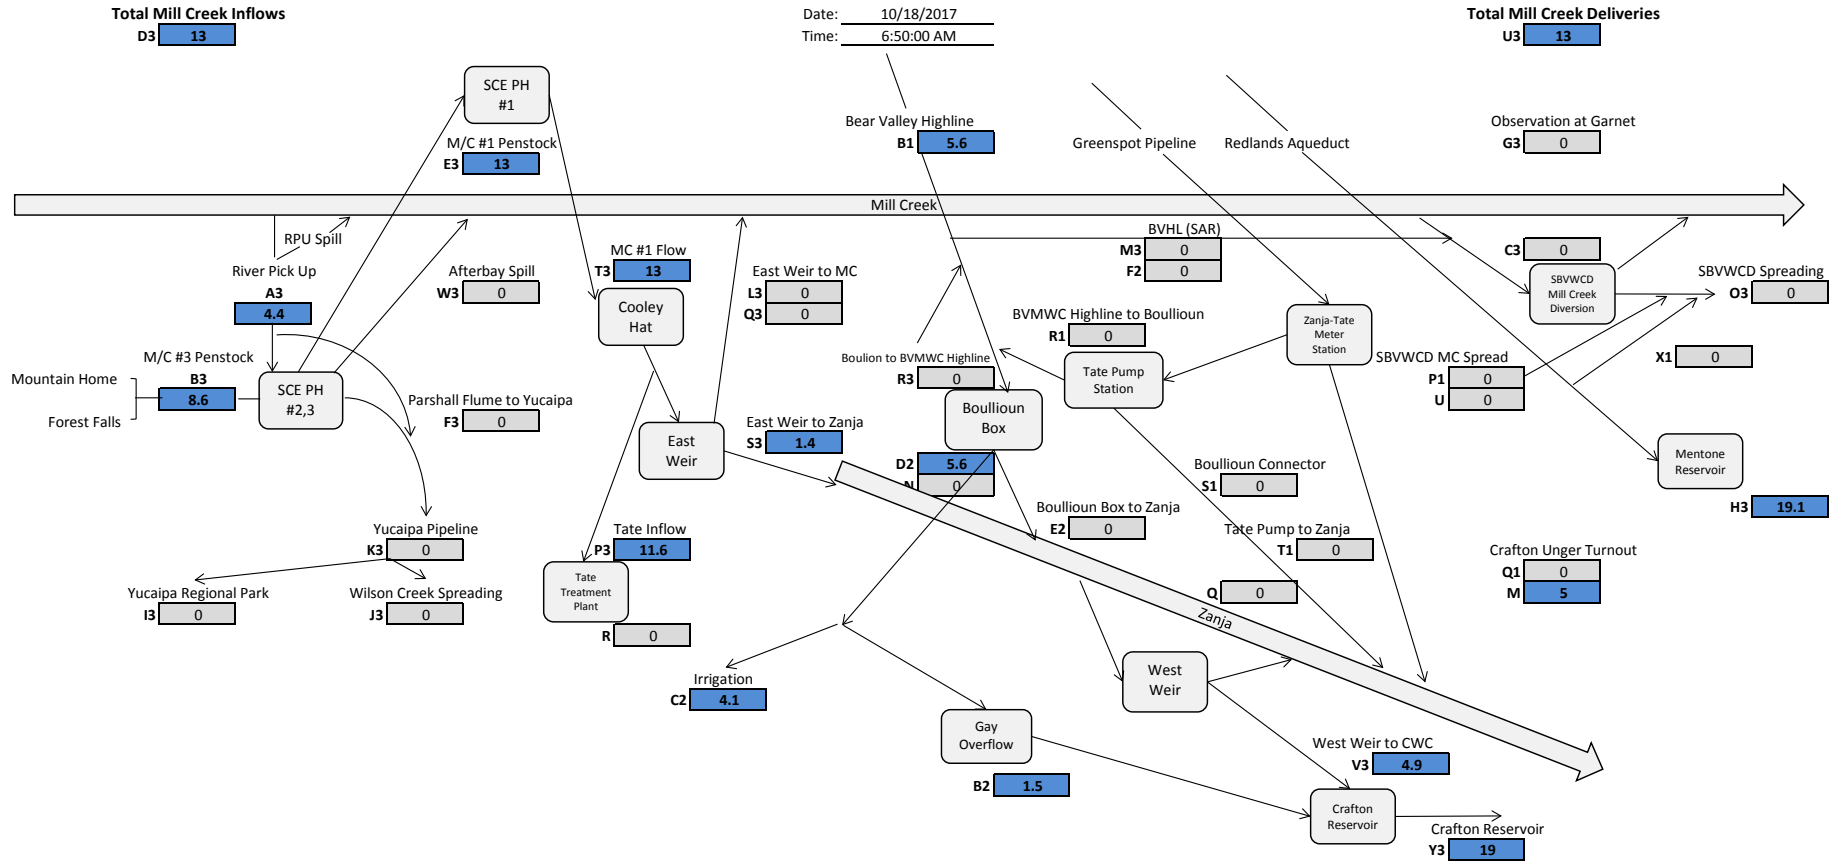 Total Mill Creek Inflows
D3 13
Date: 10/18/2017
Time: 6:50:00 AM
Total Mill Creek Deliveries
U3 13
SCE PH
#1
M/C #1 Penstock
E3 13
Bear Valley Highline
B1 5.6
Greenspot Pipeline
Redlands Aqueduct
Observation at Garnet
G3 0
Mill Creek
RPU Spill
River Pick Up
A3
4.4
Afterbay Spill
W3 0
MC #1 Flow
T3 13
Cooley
Hat
East Weir to MC
L3 0
Q3 0
BVHL (SAR)
M3 0
F2 0
C3 0
SBVWCD
Mill Creek
Diversion
SBVWCD Spreading
O3 0
BVMWC Highline to Boullioun
R1 0
Zanja-Tate
Meter
Station
M/C #3 Penstock
B3
8.6
Mountain Home
Forest Falls
SCE PH
#2,3
Parshall Flume to Yucaipa
F3 0
Boulion to BVMWC Highline
R3 0
Tate Pump
Station
SBVWCD MC Spread
P1 0
U 0
X1 0
Boullioun
Box
East
Weir
East Weir to Zanja
S3 1.4
D2 5.6
N 0
Boullioun Connector
S1 0
Mentone
Reservoir
H3 19.1
Boullioun Box to Zanja
E2 0
Tate Pump to Zanja
T1 0
Yucaipa Pipeline
K3 0
Tate Inflow
P3 11.6
Tate
Treatment
Plant
R 0
Crafton Unger Turnout
Q1 0
M 5
Yucaipa Regional Park
I3 0
Wilson Creek Spreading
J3 0
Q 0
Zanja
Irrigation
C2 4.1
West
Weir
Gay
Overflow
B2 1.5
West Weir to CWC
V3 4.9
Crafton
Reservoir
Crafton Reservoir
Y3 19